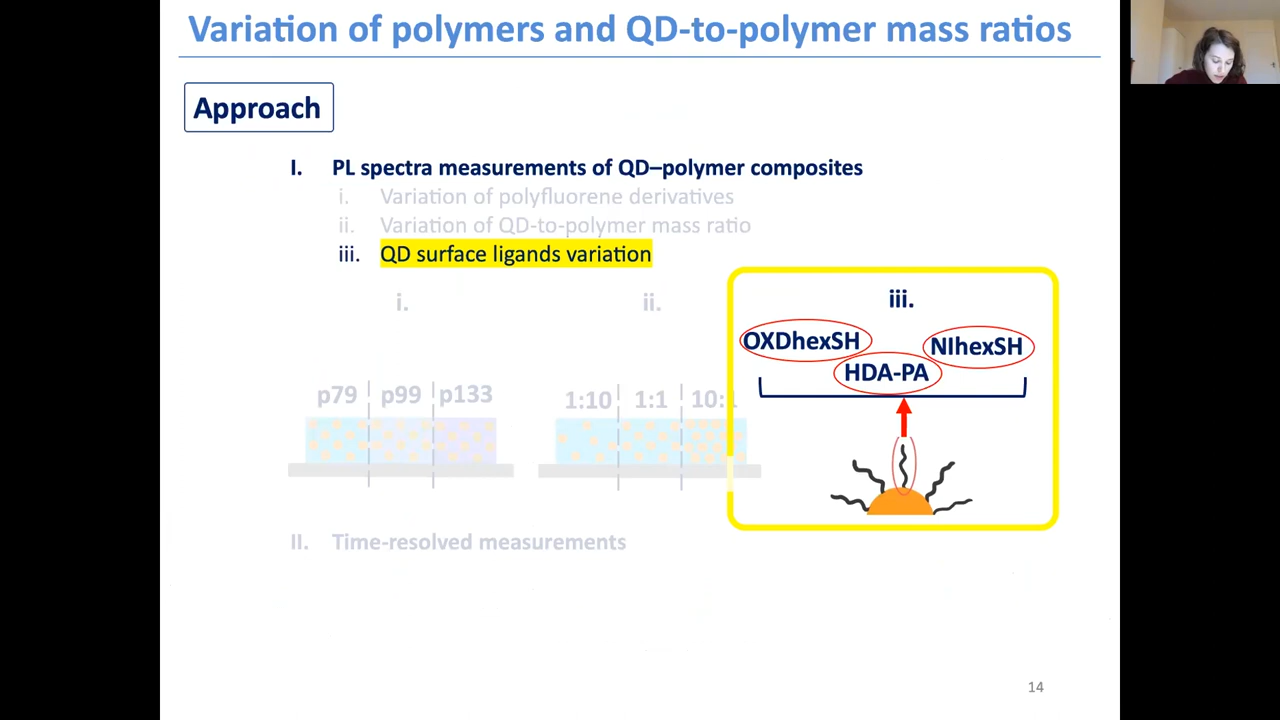 Variation of polymers and QD-to-polymer mass ratios
Approach
I. PL spectra measurements of QD–polymer composites
i. Variation of polyfluorene derivatives
ii. Variation of QD-to-polymer mass ratio
iii. QD surface ligands variation
i.
p79 p99 p133
ii.
1:10 1:1 10:1
iii.
OXDhexSH
NIhexSH
HDA-PA
II. Time-resolved measurements
14